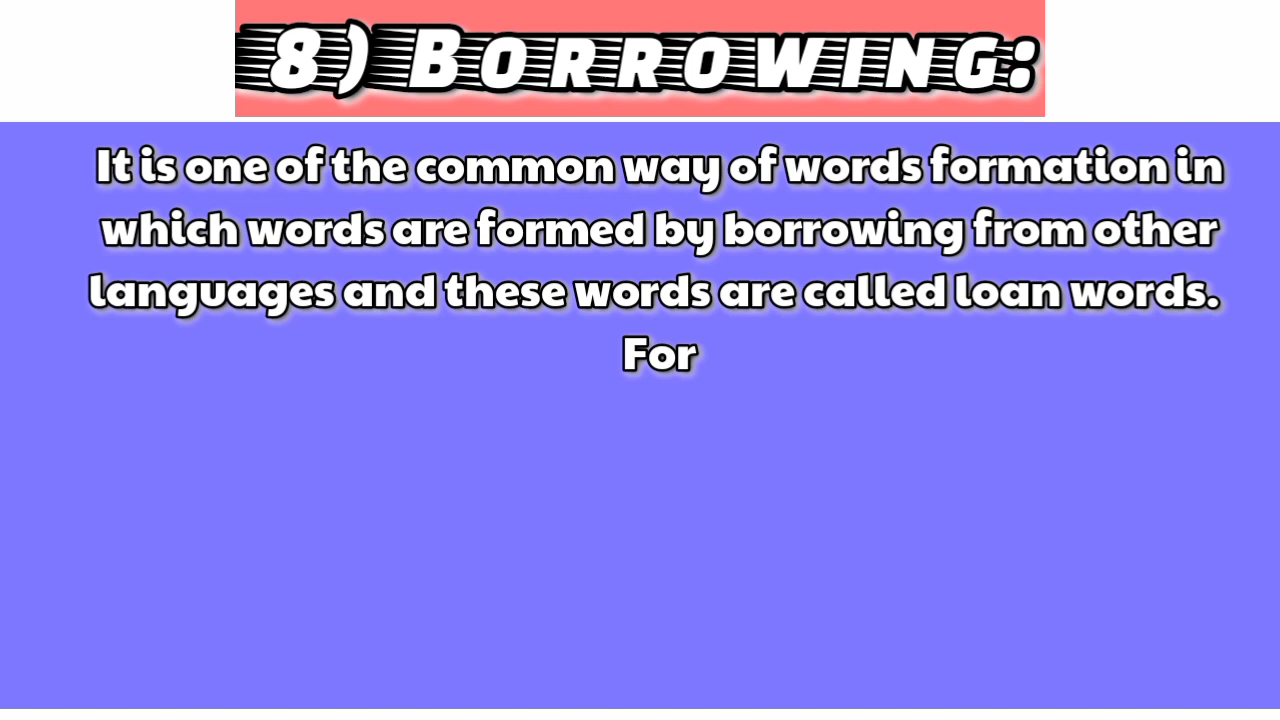 8) BORROWING:
It is one of the common way of words formation in
which words are formed by borrowing from other
languages and these words are called loan words.
For